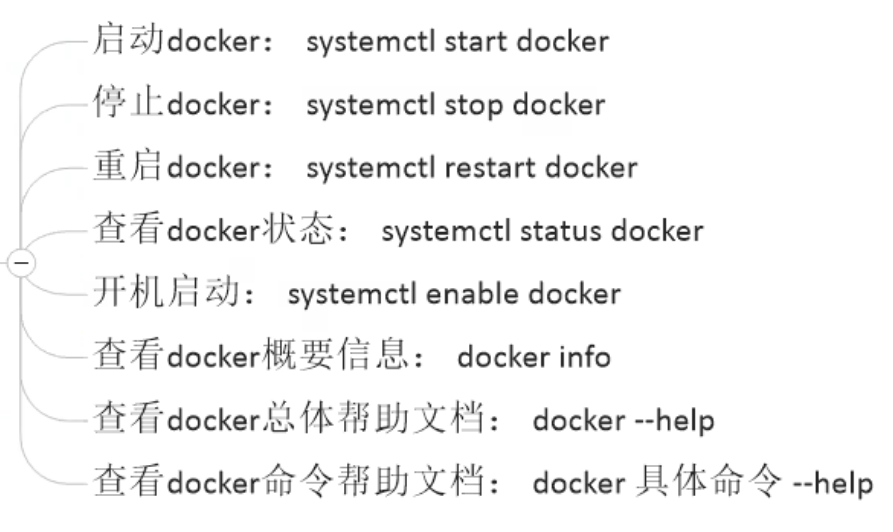 启动docker： systemctl start docker
停止docker： systemctl stop docker
重启docker： systemctl restart docker
查看docker状态： systemctl status docker
开机启动： systemctl enable docker
查看docker概要信息： docker info
查看docker总体帮助文档： docker --help
查看docker命令帮助文档： docker 具体命令 --help